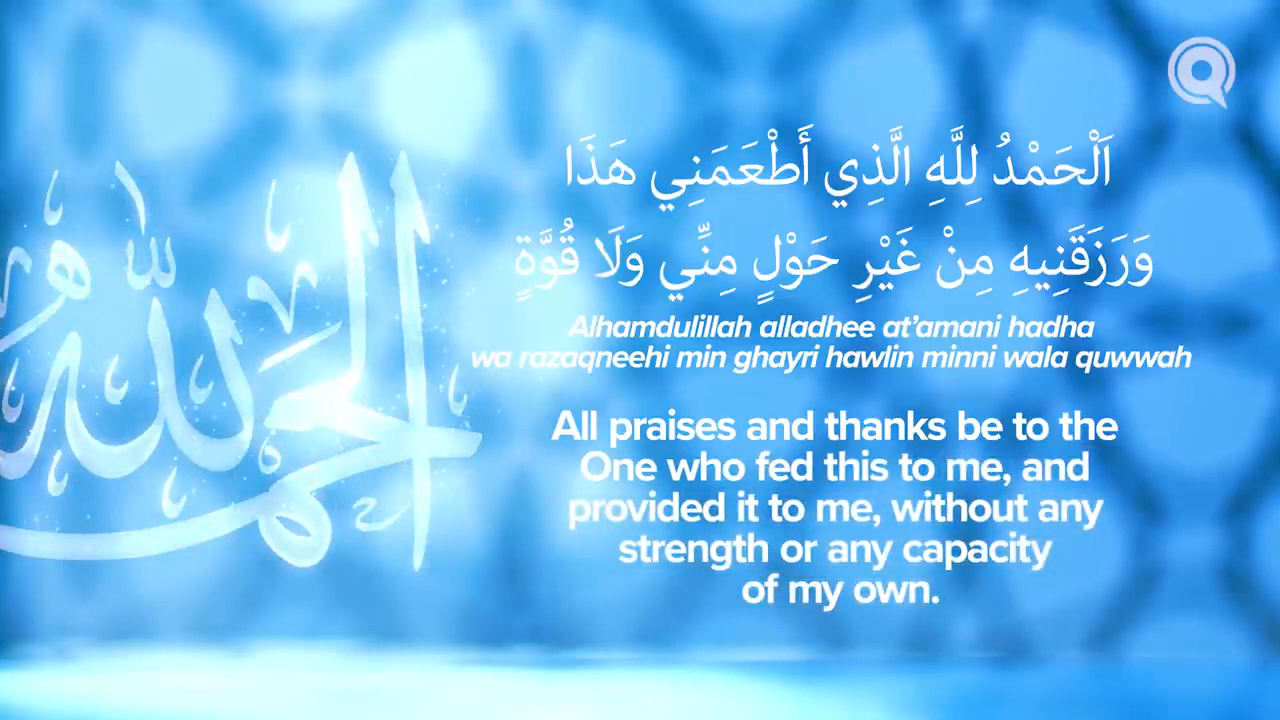 الحمد لله
اَلْحَمْدُ لِلَّهِ الَّذِي أَطْعَمَنِي هَذَا
وَرَزَقَنِيهِ مِنْ غَيْرِ حَوْلٍ مِنِّي وَلَا قُوَّةٍ
Alhamdulillah alladhee at’amani hadha
wa razaqneehi min ghayri hawlin minni wala quwwah
All praises and thanks be to the
One who fed this to me, and
provided it to me, without any
strength or any capacity
of my own.